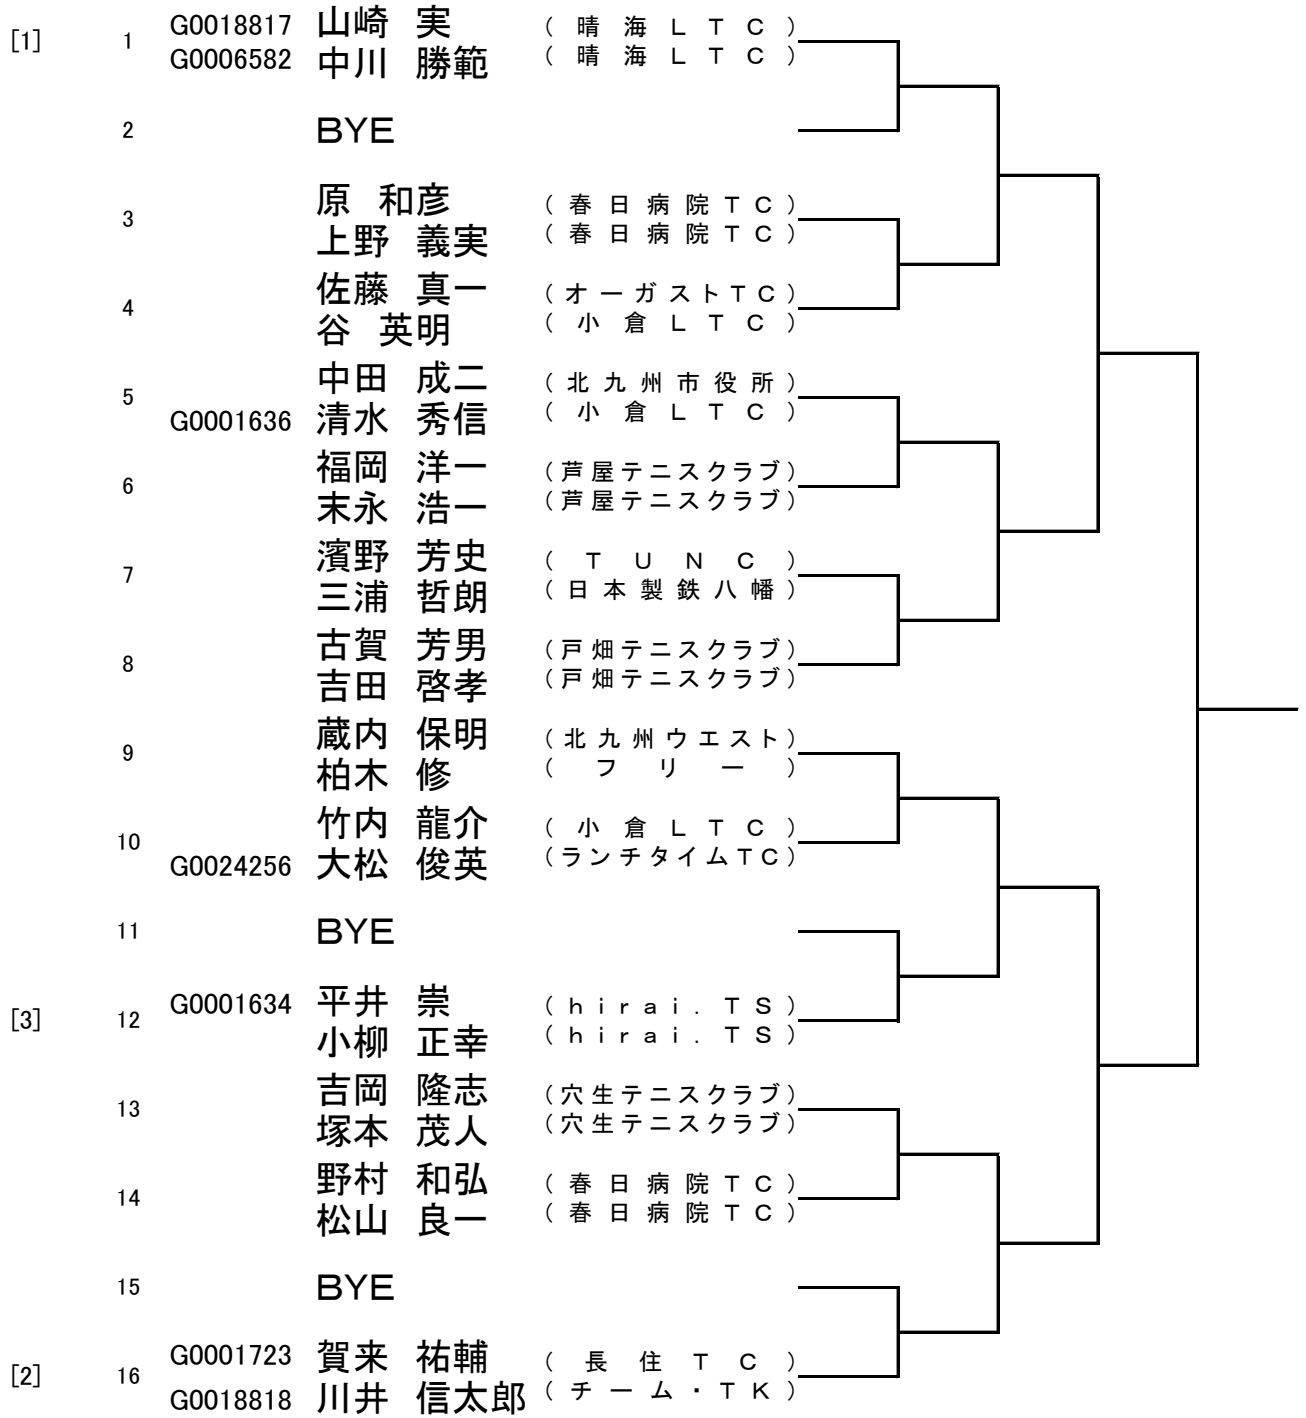 [1] 1 G0018817 山崎 実 (晴海LTC)
G0006582 中川 勝範 (晴海LTC)
2 BYE
原 和彦 (春日病院TC)
3
上野 義実 (春日病院TC)
佐藤 真一 (オーガストTC)
4
谷 英明 (小倉LTC)
中田 成二 (北九州市役所)
5
G0001636 清水 秀信 (小倉LTC)
福岡 洋一 (芦屋テニスクラブ)
6
末永 浩一 (芦屋テニスクラブ)
濱野 芳史 (TUNC)
7
三浦 哲朗 (日本製鉄八幡)
古賀 芳男 (戸畑テニスクラブ)
8
吉田 啓孝 (戸畑テニスクラブ)
蔵内 保明 (北九州ウエスト)
9
柏木 修 (フリー)
竹内 龍介 (小倉LTC)
10
G0024256 大松 俊英 (ランチタイムTC)
11 BYE
[3] 12 G0001634 平井 崇 (hirai.TS)
小柳 正幸 (hirai.TS)
吉岡 隆志 (穴生テニスクラブ)
13
塚本 茂人 (穴生テニスクラブ)
野村 和弘 (春日病院TC)
14
松山 良一 (春日病院TC)
15 BYE
[2] 16 G0001723 賀来 祐輔 (長住TC)
G0018818 川井 信太郎 (チーム・TK)